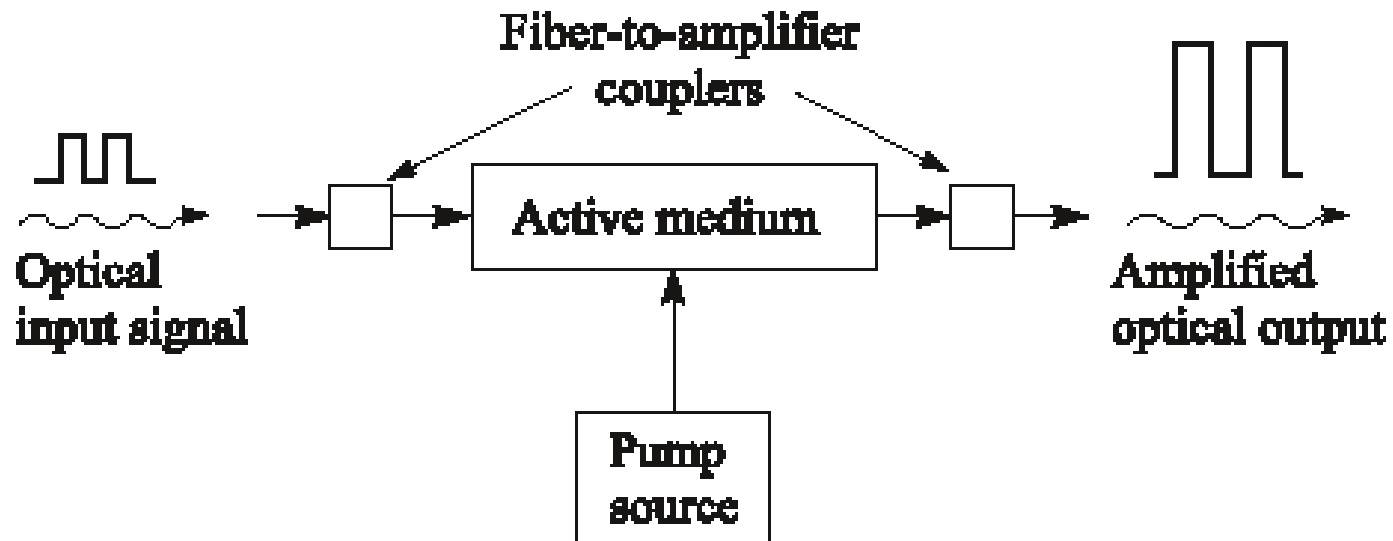 Fiber-to-amplifier
couplers
Active medium
Optical
input signal
Amplified
optical output
Pump
source